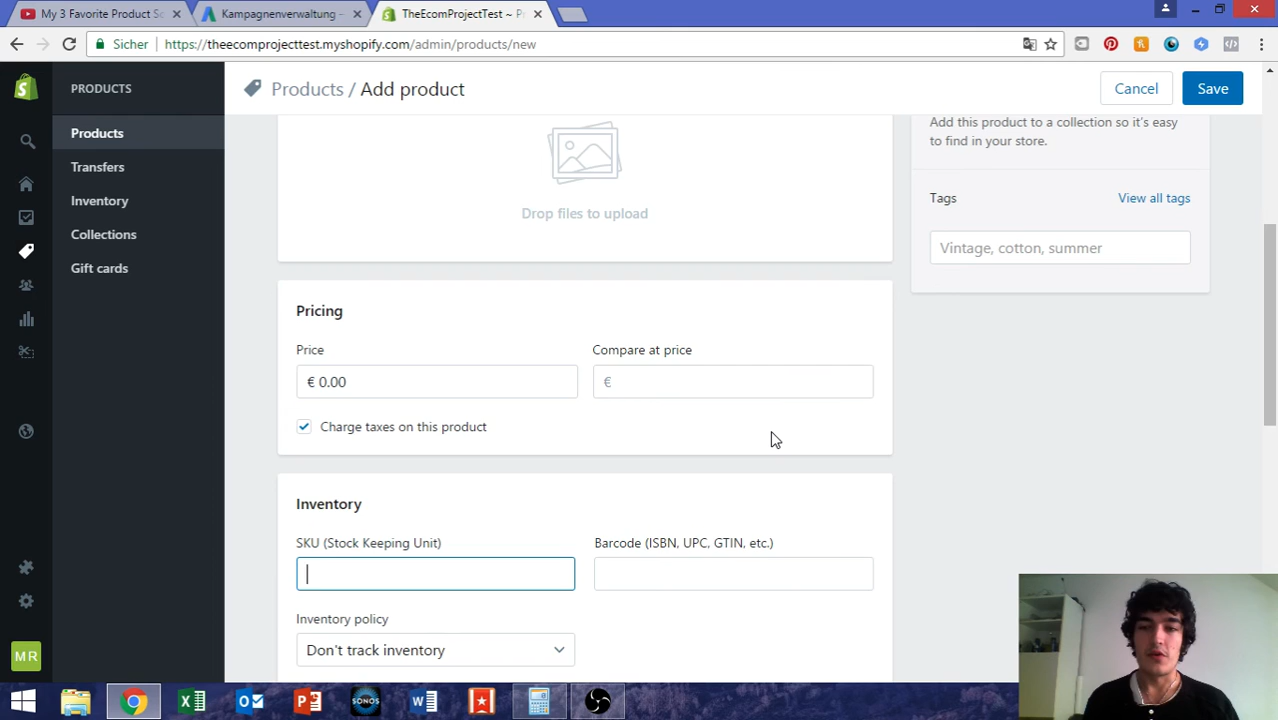 My 3 Favorite Product So
Kampagnenverwaltung -
TheEcomProjectTest ~ P
Sicher
https://theecomprojecttest.myshopify.com/admin/products/new
PRODUCTS
Products / Add product
Cancel
Save
Products
Transfers
Inventory
Collections
Gift cards
MR
Drop files to upload
Add this product to a collection so it's easy
to find in your store.
Tags
View all tags
Vintage, cotton, summer
Pricing
Price
Compare at price
€ 0.00
€
Charge taxes on this product
Inventory
SKU (Stock Keeping Unit)
Barcode (ISBN, UPC, GTIN, etc.)
Inventory policy
Don't track inventory
SONOS